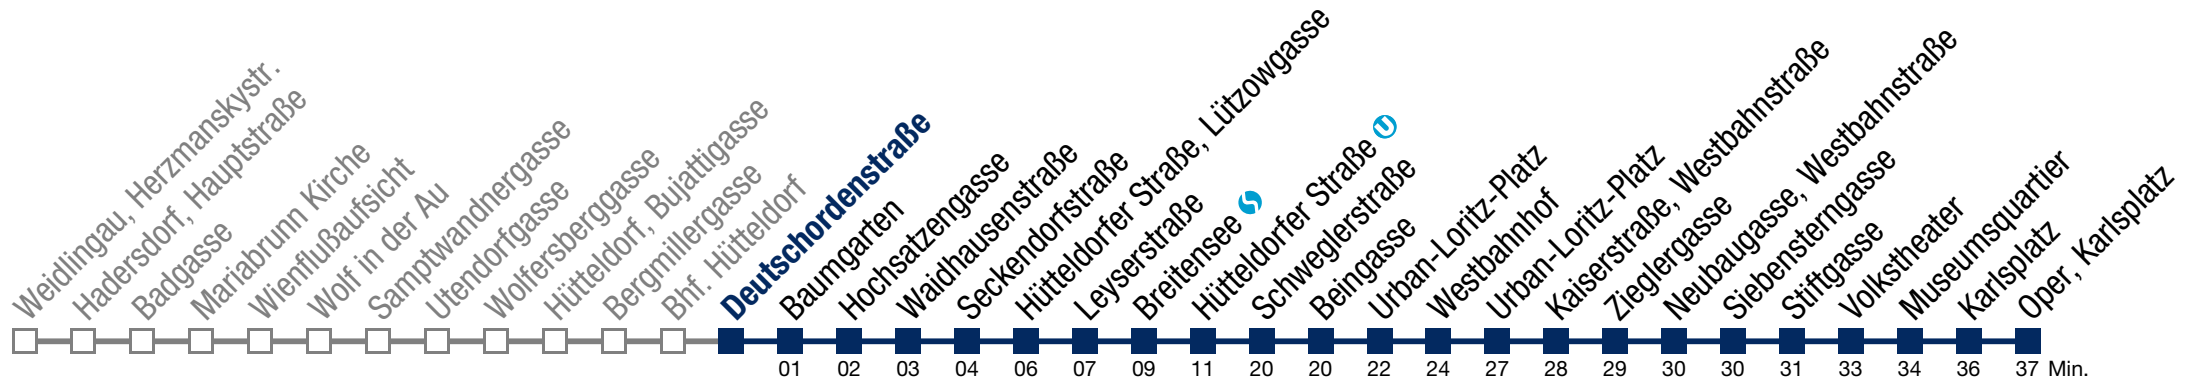 Weidlingau, Herzmanskystr.
Hadersdorf, Hauptstraße
Badgasse
Mariabrunn Kirche
Wienflußaufsicht
Wolf in der Au
Samptwandnergasse
Utendorfgasse
Wolfersberggasse
Hütteldorf, Bujattigasse
Bergmillergasse
Bhf. Hütteldorf
Deutschordenstraße
Baumgarten
Hochsatzengasse
Waidhausenstraße
Seckendorfstraße
Hütteldorfer Straße, Lützowgasse
Leyserstraße
Breitensee
Hütteldorfer Straße U
Schweglerstraße
Beingasse
Urban-Loritz-Platz
Westbahnhof
Urban-Loritz-Platz
Kaiserstraße, Westbahnstraße
Zieglergasse
Neubaugasse, Westbahnstraße
Siebensterngasse
Stiftgasse
Volkstheater
Museumsquartier
Karlsplatz
Oper, Karlsplatz
01 02 03 04 06 07 09 11 20 20 22 24 27 28 29 30 30 31 33 34 36 37 Min.